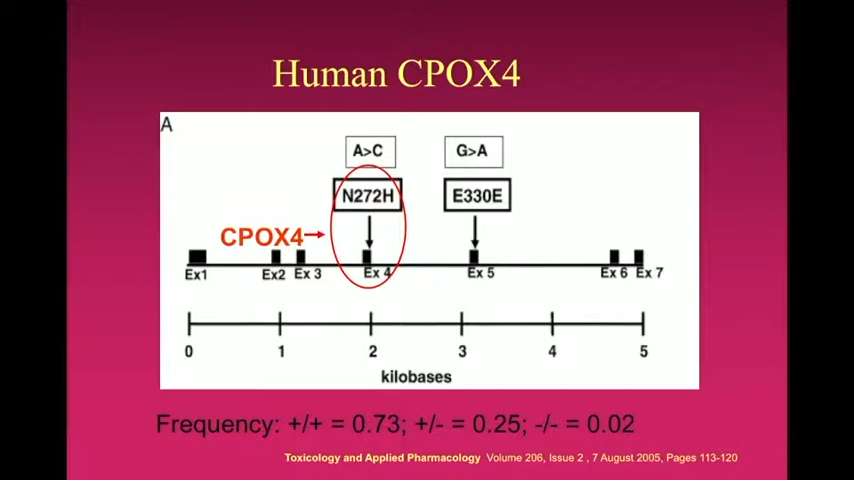 Human CPOX4
A
A>C G>A
N272H E330E
CPOX4
Ex1 Ex2 Ex 3 Ex 4 Ex 5 Ex 6 Ex 7
0 1 2 3 4 5
kilobases
Frequency: +/+ = 0.73; +/- = 0.25; -/- = 0.02
Toxicology and Applied Pharmacology Volume 206, Issue 2 , 7 August 2005, Pages 113-120